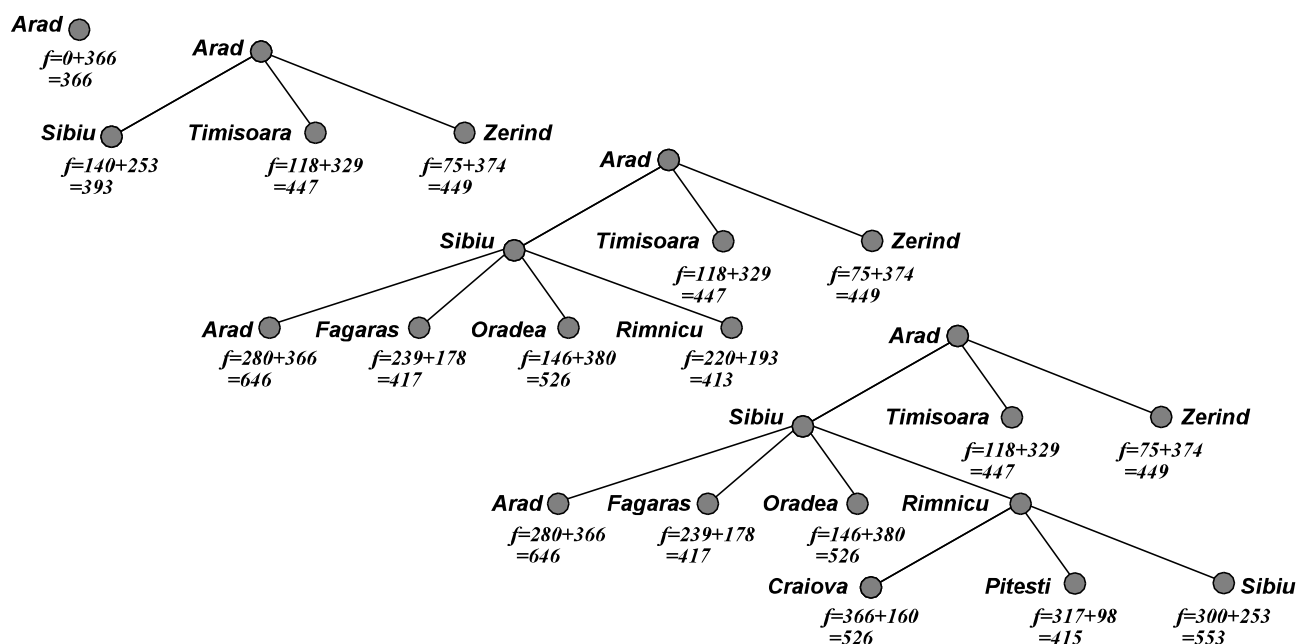 Arad
f=0+366
=366
Arad
Sibiu
Timisoara
Zerind
f=140+253
=393
f=118+329
=447
f=75+374
=449
Arad
Sibiu
Timisoara
Zerind
f=118+329
=447
f=75+374
=449
Arad
Fagaras
Oradea
Rimnicu
f=280+366
=646
f=239+178
=417
f=146+380
=526
f=220+193
=413
Arad
Sibiu
Timisoara
Zerind
f=118+329
=447
f=75+374
=449
Arad
Fagaras
Oradea
Rimnicu
f=280+366
=646
f=239+178
=417
f=146+380
=526
Craiova
Pitesti
Sibiu
f=366+160
=526
f=317+98
=415
f=300+253
=553